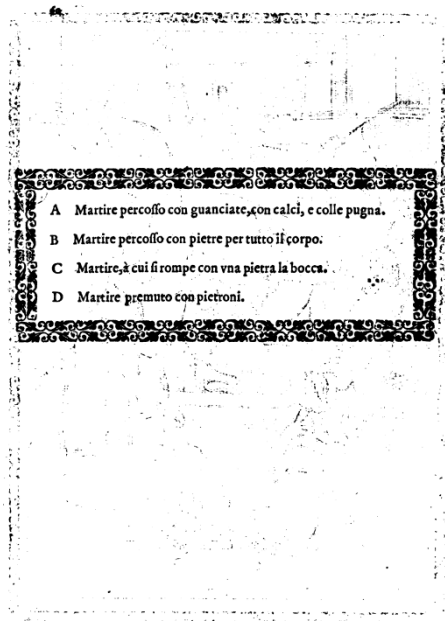 60
A Martire percoſſo con guanciate, con calci, e colle pugna.
B Martire percoſſo con pietre per tutto il corpo.
C Martire, à cui ſi rompe con vna pietra la bocca.
D Martire premuto con pietroni.